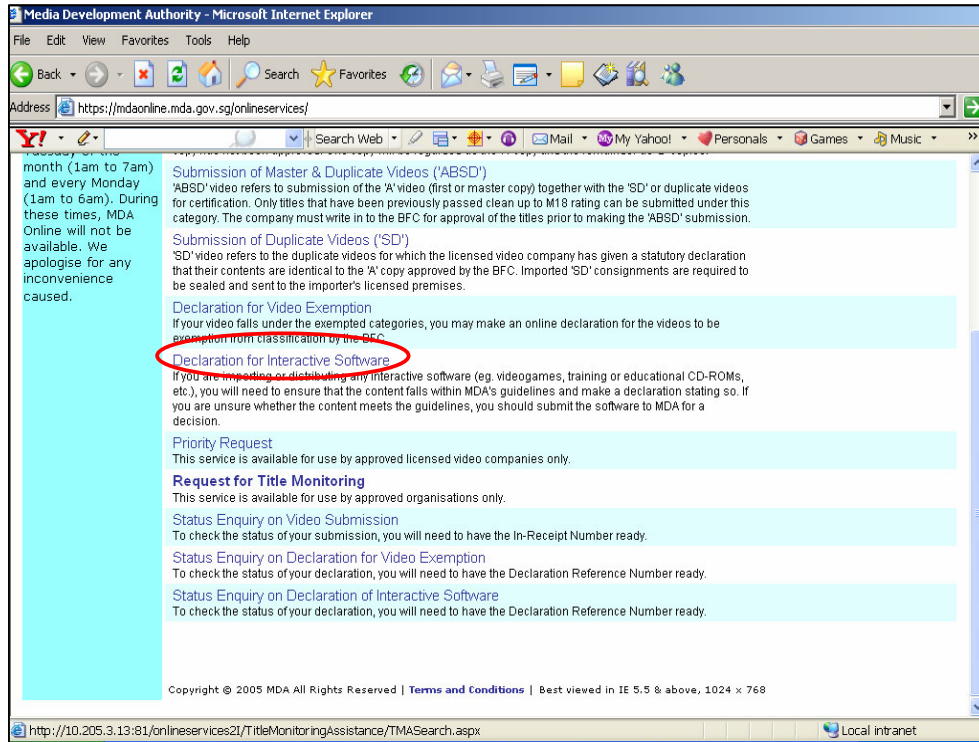 Media Development Authority - Microsoft Internet Explorer
File Edit View Favorites Tools Help
Back Search Favorites
Address https://mdaonline.mda.gov.sg/onlineservices/
Y! Search Web Mail My Yahoo! Personals Games Music »
month (1am to 7am)
and every Monday
(1am to 6am). During
these times, MDA
Online will not be
available. We
apologise for any
inconvenience
caused.
Submission of Master & Duplicate Videos ('ABSD')
'ABSD' video refers to submission of the 'A' video (first or master copy) together with the 'SD' or duplicate videos
for certification. Only titles that have been previously passed clean up to M18 rating can be submitted under this
category. The company must write in to the BFC for approval of the titles prior to making the 'ABSD' submission.
Submission of Duplicate Videos ('SD')
'SD' video refers to the duplicate videos for which the licensed video company has given a statutory declaration
that their contents are identical to the 'A' copy approved by the BFC. Imported 'SD' consignments are required to
be sealed and sent to the importer's licensed premises.
Declaration for Video Exemption
If your video falls under the exempted categories, you may make an online declaration for the videos to be
exemption from classification by the BFC.
Declaration for Interactive Software
If you are importing or distributing any interactive software (eg. videogames, training or educational CD-ROMs,
etc.), you will need to ensure that the content falls within MDA's guidelines and make a declaration stating so. If
you are unsure whether the content meets the guidelines, you should submit the software to MDA for a
decision.
Priority Request
This service is available for use by approved licensed video companies only.
Request for Title Monitoring
This service is available for use by approved organisations only.
Status Enquiry on Video Submission
To check the status of your submission, you will need to have the In-Receipt Number ready.
Status Enquiry on Declaration for Video Exemption
To check the status of your declaration, you will need to have the Declaration Reference Number ready.
Status Enquiry on Declaration of Interactive Software
To check the status of your declaration, you will need to have the Declaration Reference Number ready.
Copyright © 2005 MDA All Rights Reserved | Terms and Conditions | Best viewed in IE 5.5 & above, 1024 x 768
http://10.205.3.13:81/onlineservices2I/TitleMonitoringAssistance/TMASearch.aspx Local intranet